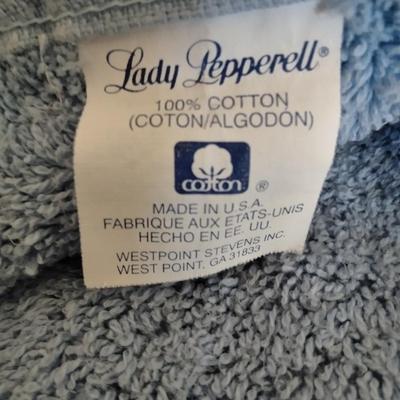 Lady Pepperell®
100% COTTON
(COTON/ALGODÓN)
cotton ®
MADE IN U.S.A.
FABRIQUE AUX ETATS-UNIS
HECHO EN EE. UU.
WESTPOINT STEVENS INC.
WEST POINT, GA 31833